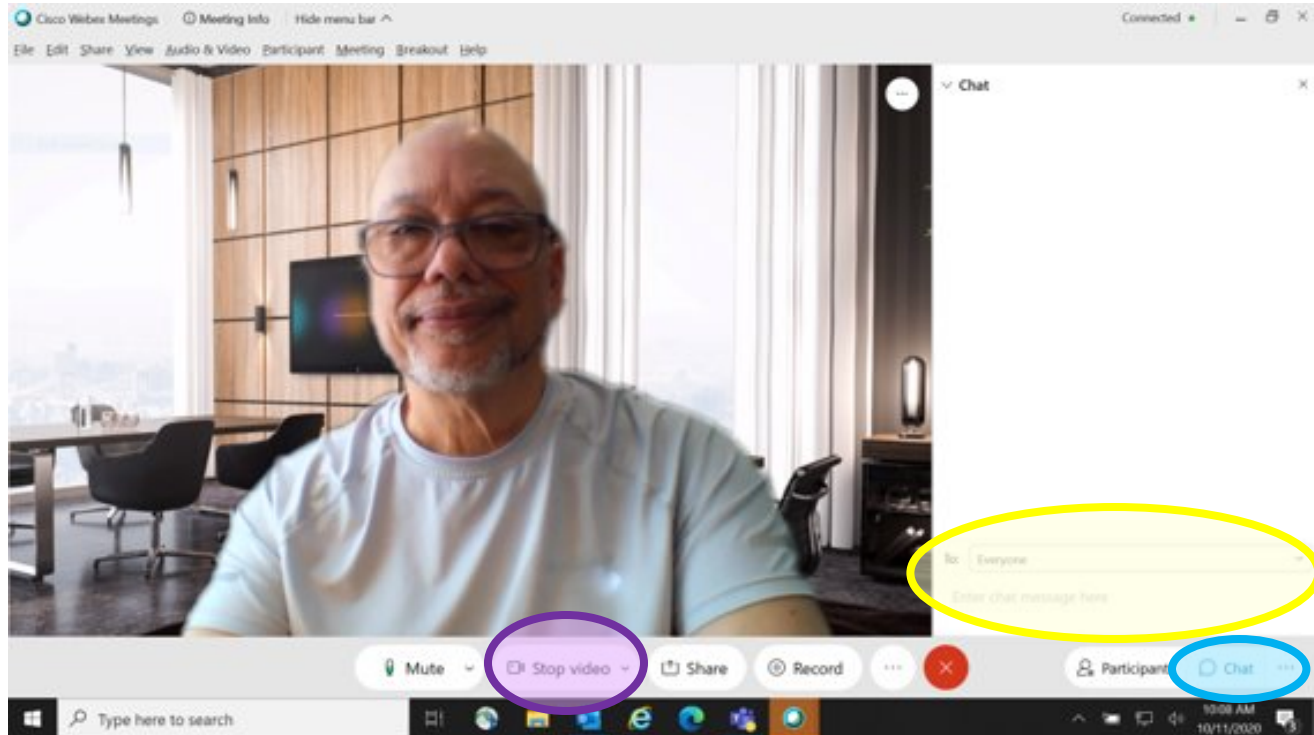 Cisco Webex Meetings Meeting Info Hide menu bar Connected
File Edit Share View Audio & Video Participant Meeting Breakout Help
Chat
To: Everyone
Enter chat message here
Mute Stop video Share Record Participant Chat
Type here to search
10:08 AM
10/11/2020
3